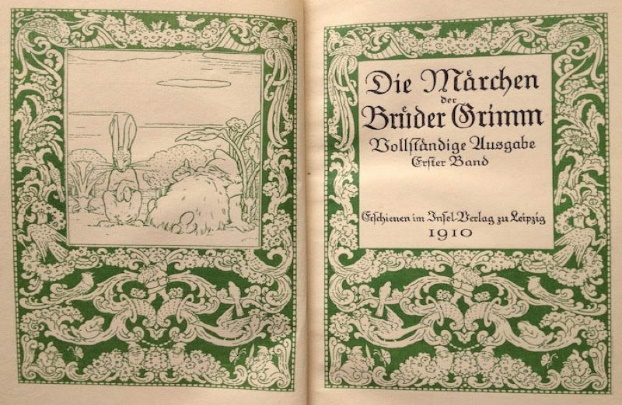 Die Märchen
der
Brüder Grimm
Vollständige Ausgabe
Erster Band
Erschienen im Insel-Verlag zu Leipzig
1910